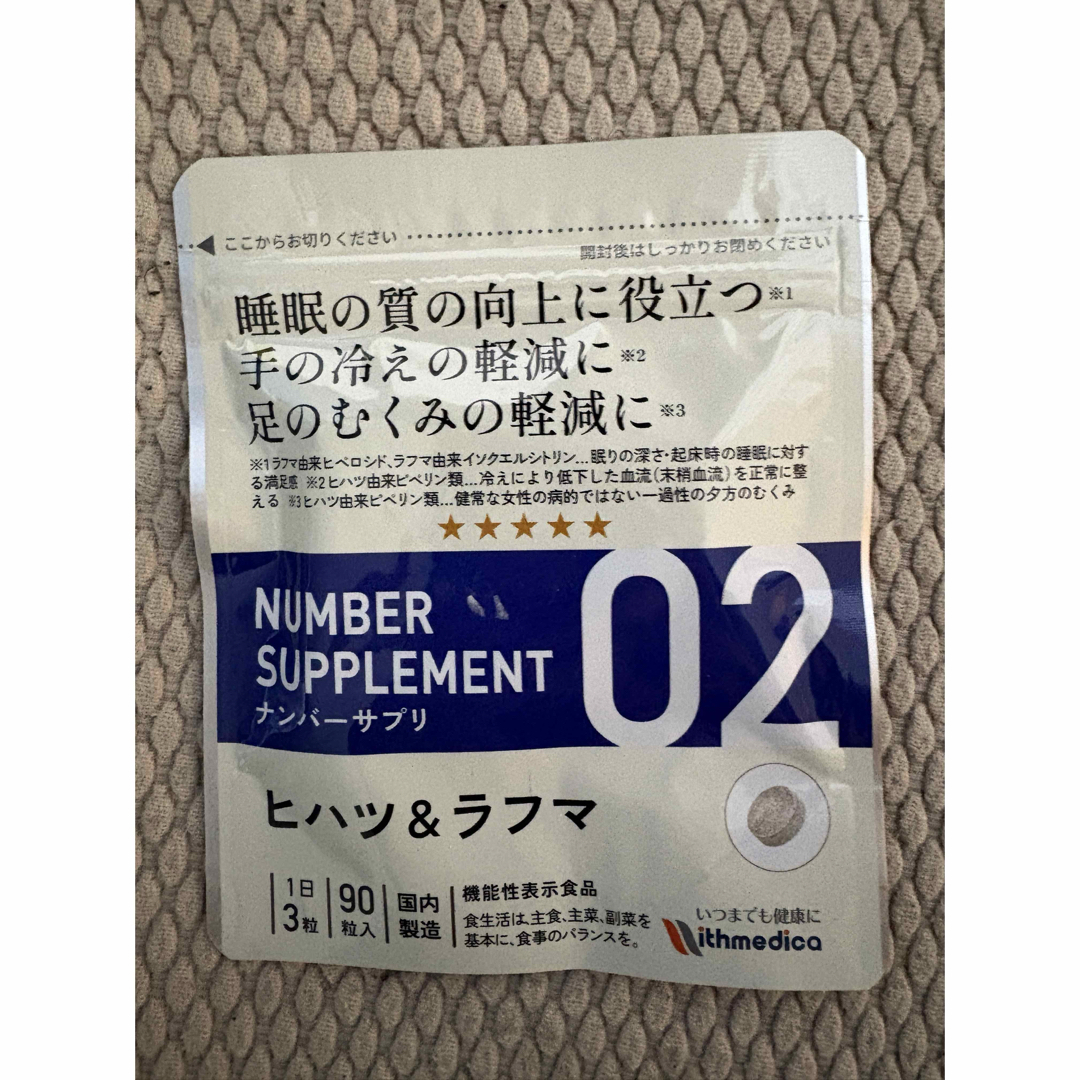 ここからお切りください
開封後はしっかりお閉めください
睡眠の質の向上に役立つ※1
手の冷えの軽減に※2
足のむくみの軽減に※3
※1ラフマ由来ヒペロシド、ラフマ由来イソクエルシトリン…眠りの深さ・起床時の睡眠に対す
る満足感 ※2ヒハツ由来ピペリン類…冷えにより低下した血流(末梢血流)を正常に整
える ※3ヒハツ由来ピペリン類…健常な女性の病的ではない一過性の夕方のむくみ
NUMBER
SUPPLEMENT
ナンバーサプリ
02
ヒハツ&ラフマ
1日
3粒
90
粒入
国内
製造
機能性表示食品
食生活は、主食、主菜、副菜を
基本に、食事のバランスを。
いつまでも健康に
Withmedica